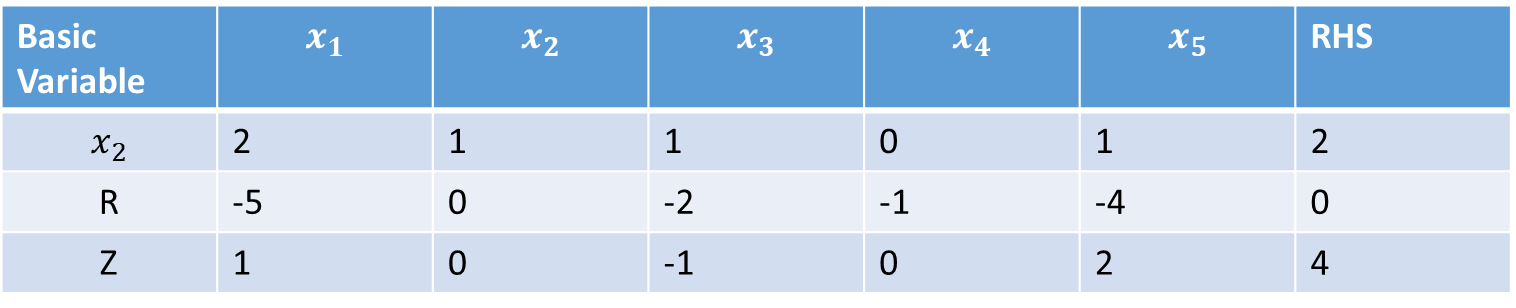 Basic Variable x₁ x₂ x₃ x₄ x₅ RHS
x₂ 2 1 1 0 1 2
R -5 0 -2 -1 -4 0
Z 1 0 -1 0 2 4